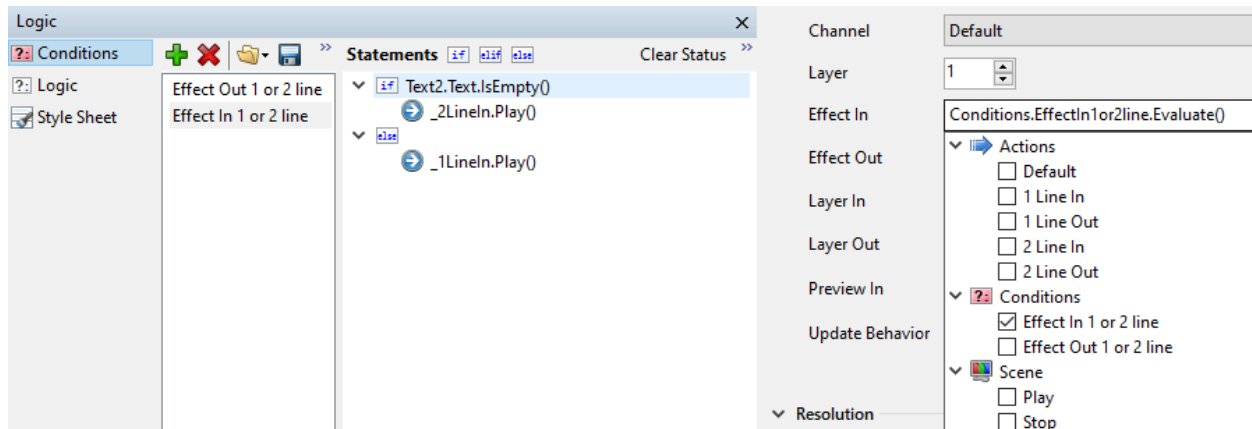 Logic
Conditions
Logic
Style Sheet
Effect Out 1 or 2 line
Effect In 1 or 2 line
Statements if elif else Clear Status
if Text2.Text.IsEmpty()
_2LineIn.Play()
else
_1LineIn.Play()
Channel Default
Layer 1
Effect In Conditions.EffectIn1or2line.Evaluate()
Effect Out
Layer In
Layer Out
Preview In
Update Behavior
Resolution
Actions
Default
1 Line In
1 Line Out
2 Line In
2 Line Out
Conditions
Effect In 1 or 2 line
Effect Out 1 or 2 line
Scene
Play
Stop